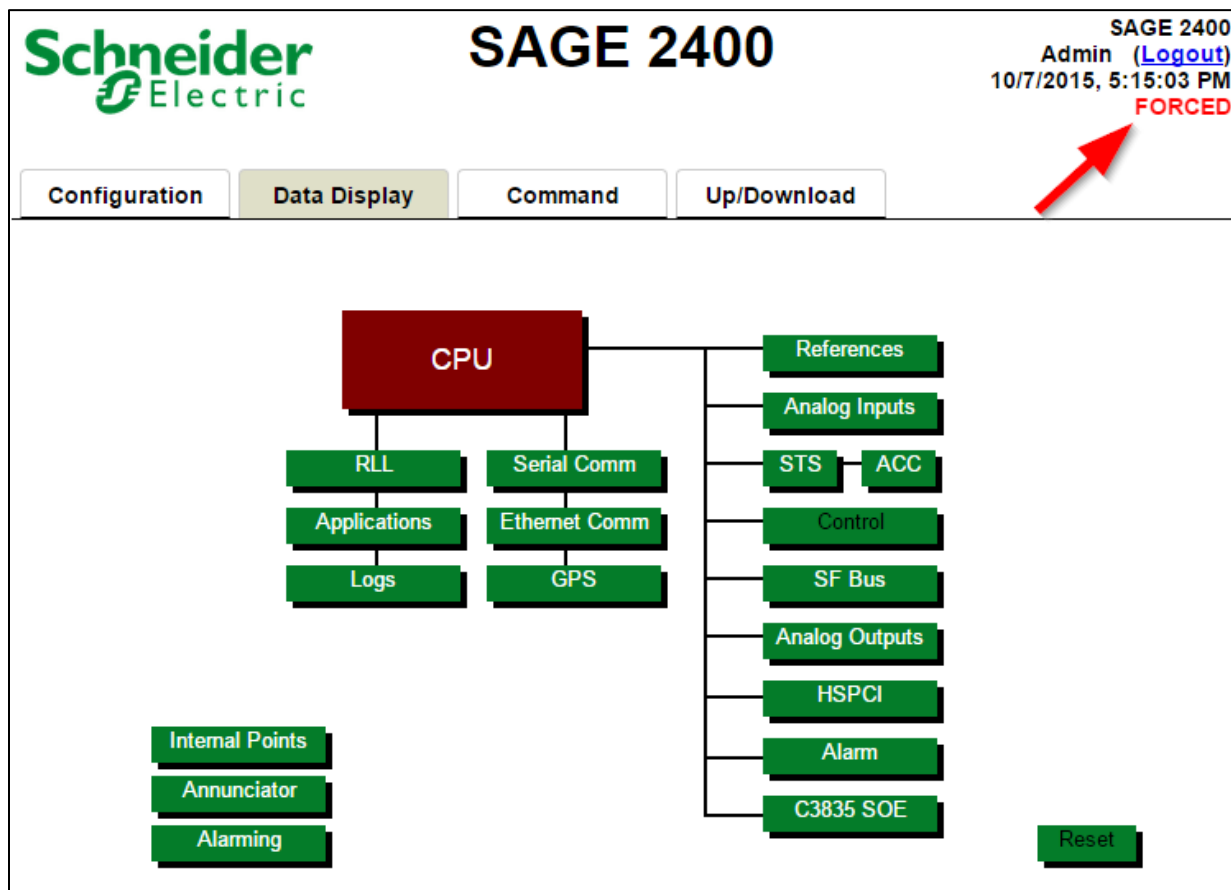 Schneider
Electric
SAGE 2400
SAGE 2400
Admin (Logout)
10/7/2015, 5:15:03 PM
FORCED
Configuration
Data Display
Command
Up/Download
CPU
RLL
Serial Comm
Applications
Ethernet Comm
Logs
GPS
References
Analog Inputs
STS
ACC
Control
SF Bus
Analog Outputs
HSPCI
Alarm
C3835 SOE
Internal Points
Annunciator
Alarming
Reset